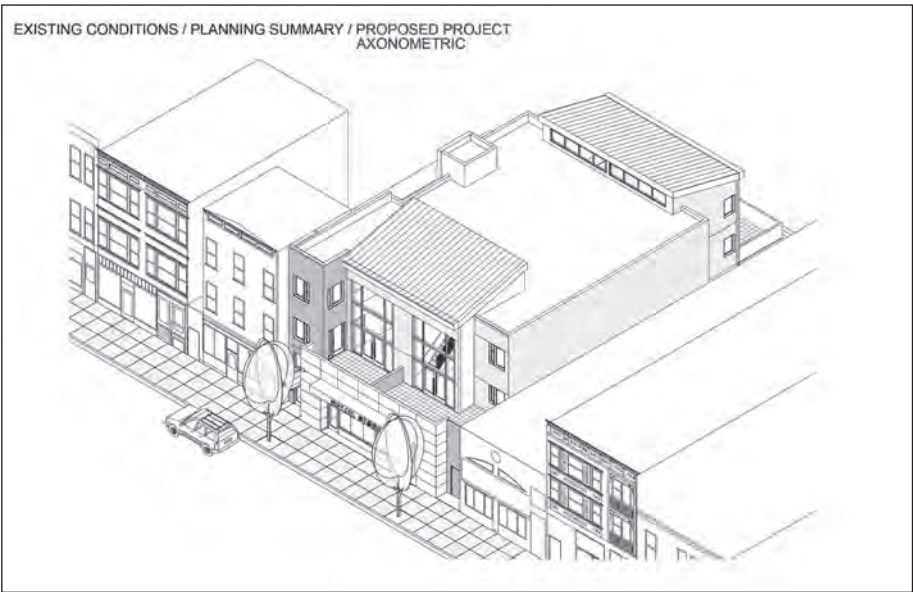 EXISTING CONDITIONS / PLANNING SUMMARY / PROPOSED PROJECT
AXONOMETRIC